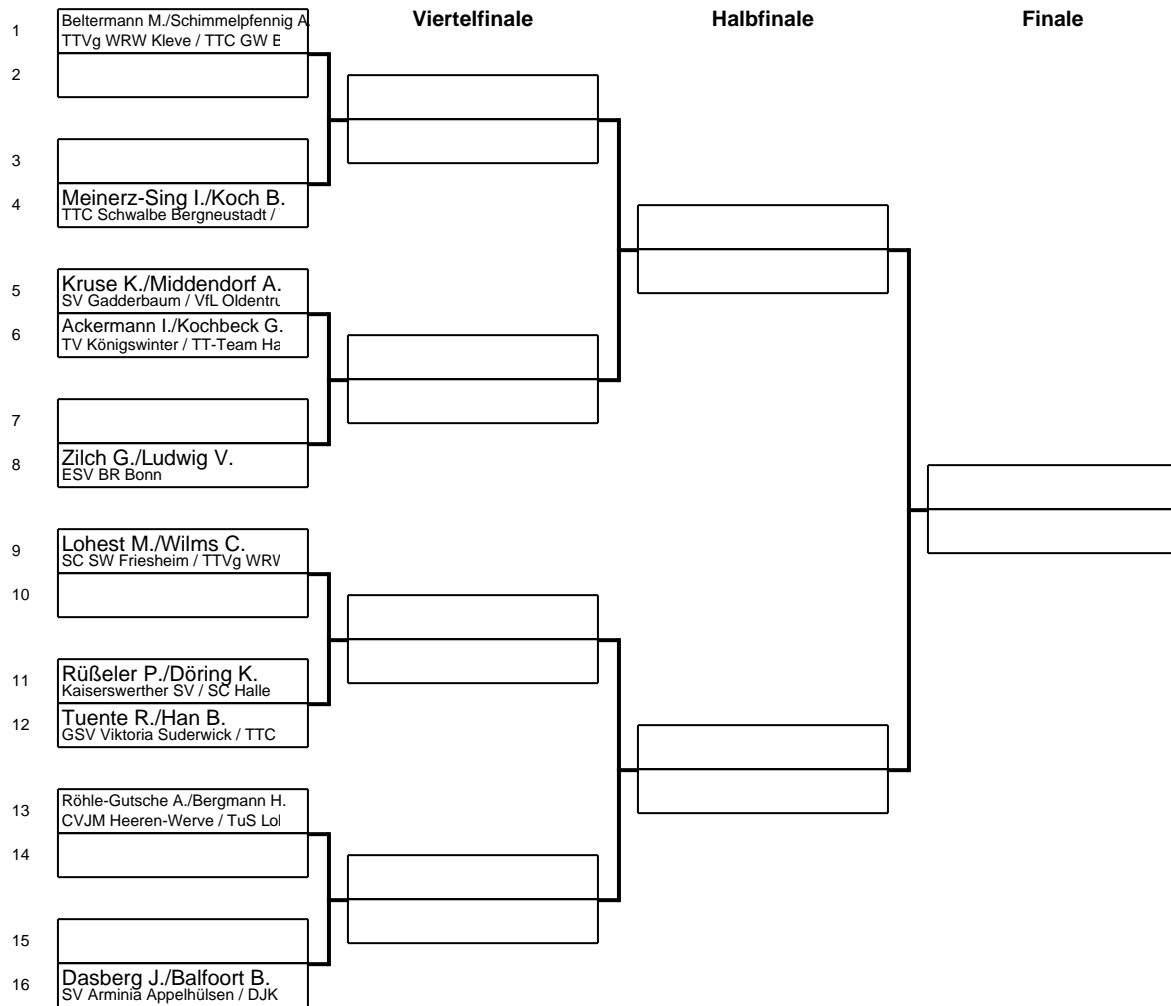 Viertelfinale
Halbfinale
Finale
1
Beltermann M./Schimmelpfennig A.
TTVg WRW Kleve / TTC GW E
2
3
4
Meinerz-Sing I./Koch B.
TTC Schwalbe Bergneustadt /
5
Kruse K./Middendorf A.
SV Gadderbaum / VfL Oldentru
6
Ackermann I./Kochbeck G.
TV Königswinter / TT-Team Ha
7
8
Zilch G./Ludwig V.
ESV BR Bonn
9
Lohest M./Wilms C.
SC SW Friesheim / TTVg WRW
10
11
Rüßeler P./Döring K.
Kaiserswerther SV / SC Halle
12
Tuente R./Han B.
GSV Viktoria Suderwick / TTC
13
Röhle-Gutsche A./Bergmann H.
CVJM Heeren-Werve / TuS Lol
14
15
16
Dasberg J./Balfoort B.
SV Arminia Appelhülsen / DJK